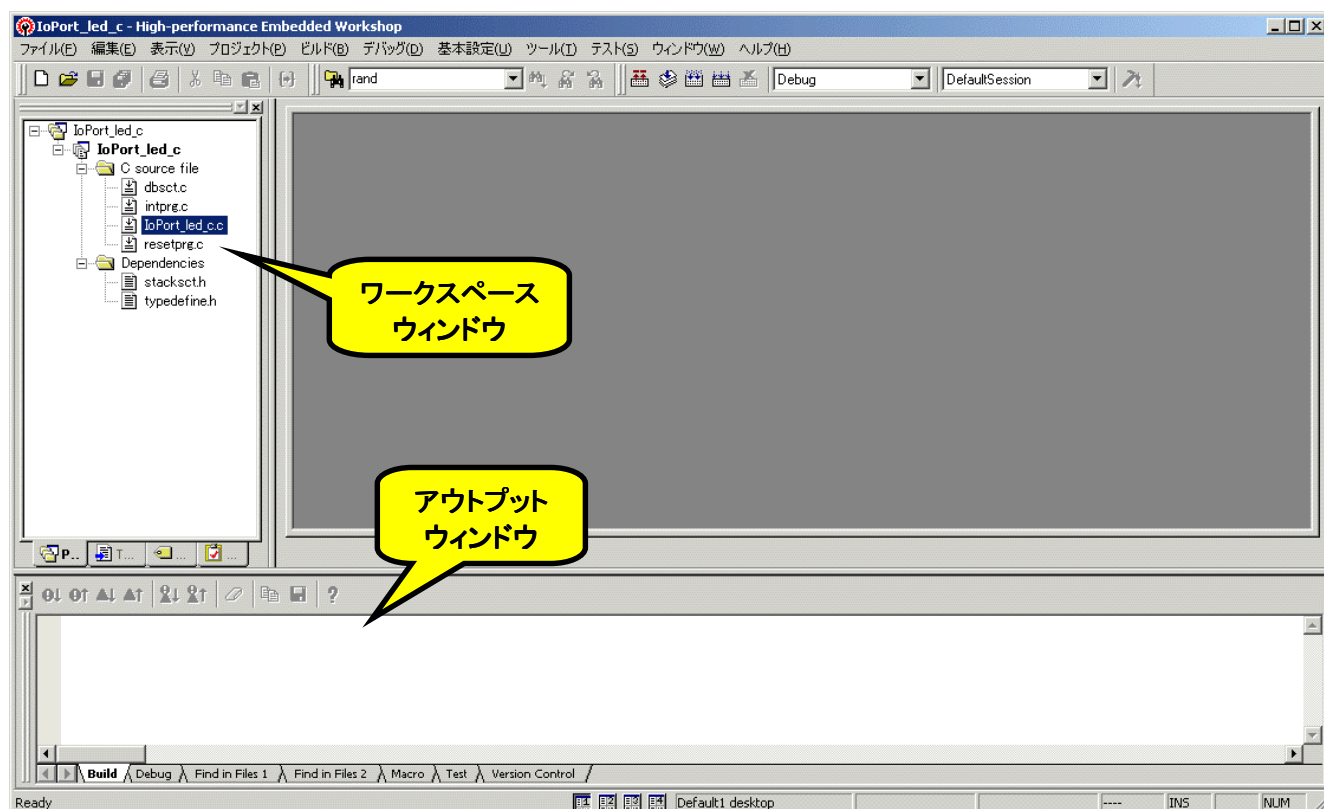 IoPort_led_c - High-performance Embedded Workshop
ファイル(F) 編集(E) 表示(V) プロジェクト(P) ビルド(B) デバッグ(D) 基本設定(U) ツール(T) テスト(S) ウィンドウ(W) ヘルプ(H)
rand Debug DefaultSession
IoPort_led_c
IoPort_led_c
C source file
dbsct.c
intprg.c
IoPort_led_c.c
resetprg.c
Dependencies
stacksct.h
typedefine.h
ワークスペース
ウィンドウ
アウトプット
ウィンドウ
P... T... ... ...
Build Debug Find in Files 1 Find in Files 2 Macro Test Version Control
Ready Default1 desktop ---- INS NUM